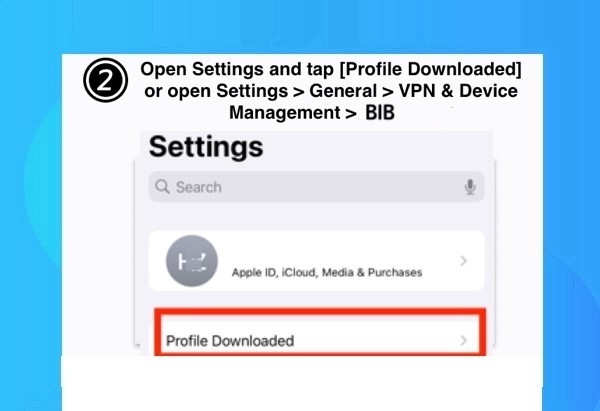 2 Open Settings and tap [Profile Downloaded]
or open Settings > General > VPN & Device
Management > BIB
Settings
Search
Apple ID, iCloud, Media & Purchases
Profile Downloaded